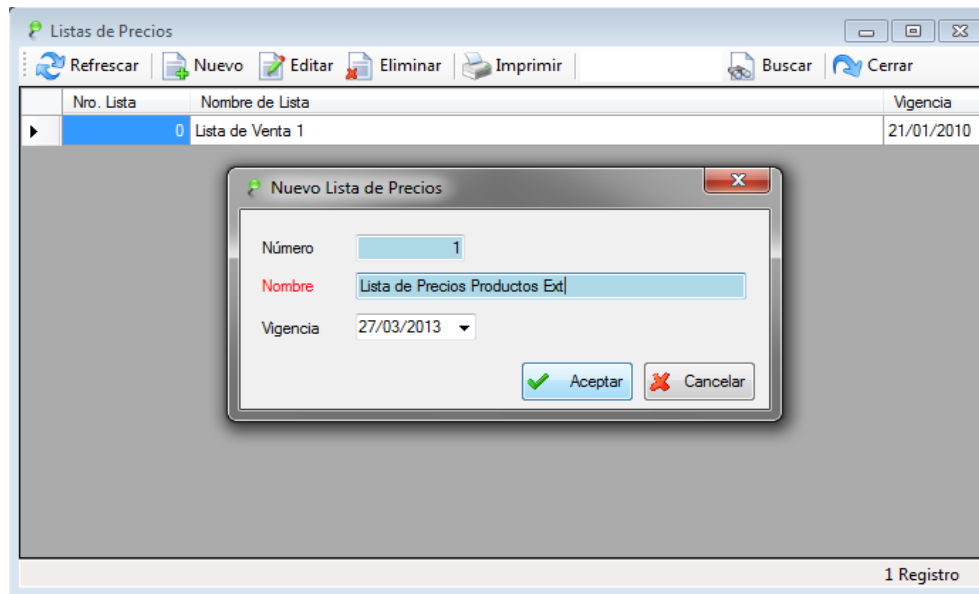 Listas de Precios
Refrescar Nuevo Editar Eliminar Imprimir Buscar Cerrar
Nro. Lista Nombre de Lista Vigencia
0 Lista de Venta 1 21/01/2010
Nuevo Lista de Precios
Número 1
Nombre Lista de Precios Productos Ext
Vigencia 27/03/2013
Aceptar Cancelar
1 Registro